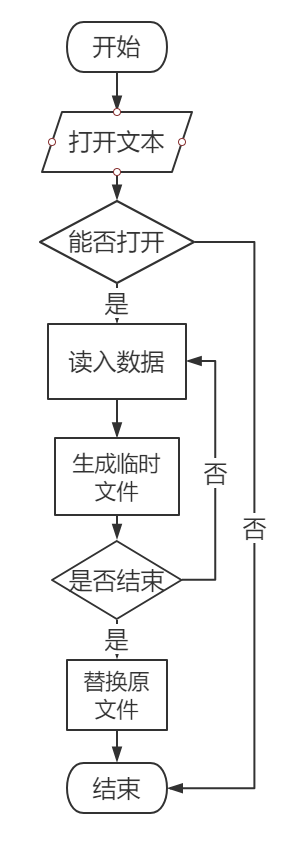 开始
打开文本
能否打开
是
读入数据
生成临时
文件
否
否
是否结束
是
替换原
文件
结束